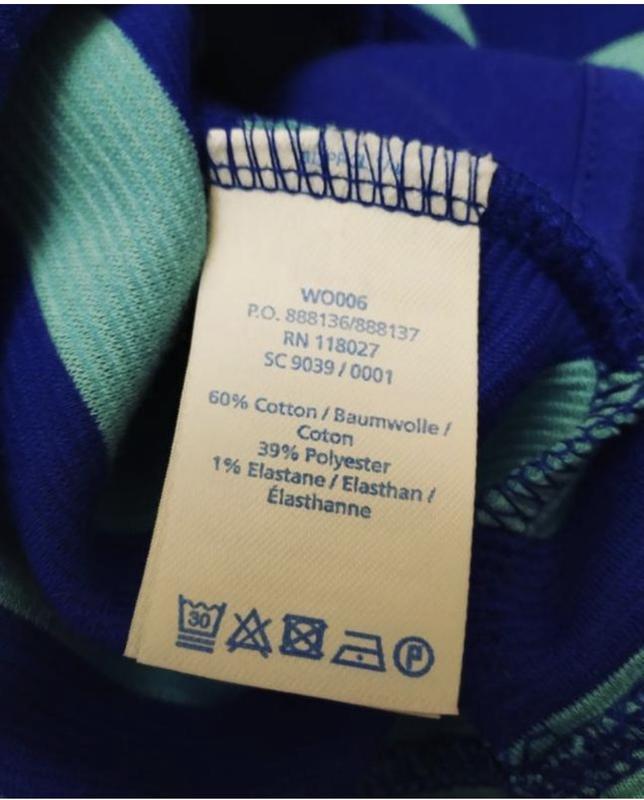 WO006
P.O. 888136/888137
RN 118027
SC 9039 / 0001
60% Cotton / Baumwolle /
Coton
39% Polyester
1% Elastane / Elasthan /
Élasthanne
30
P